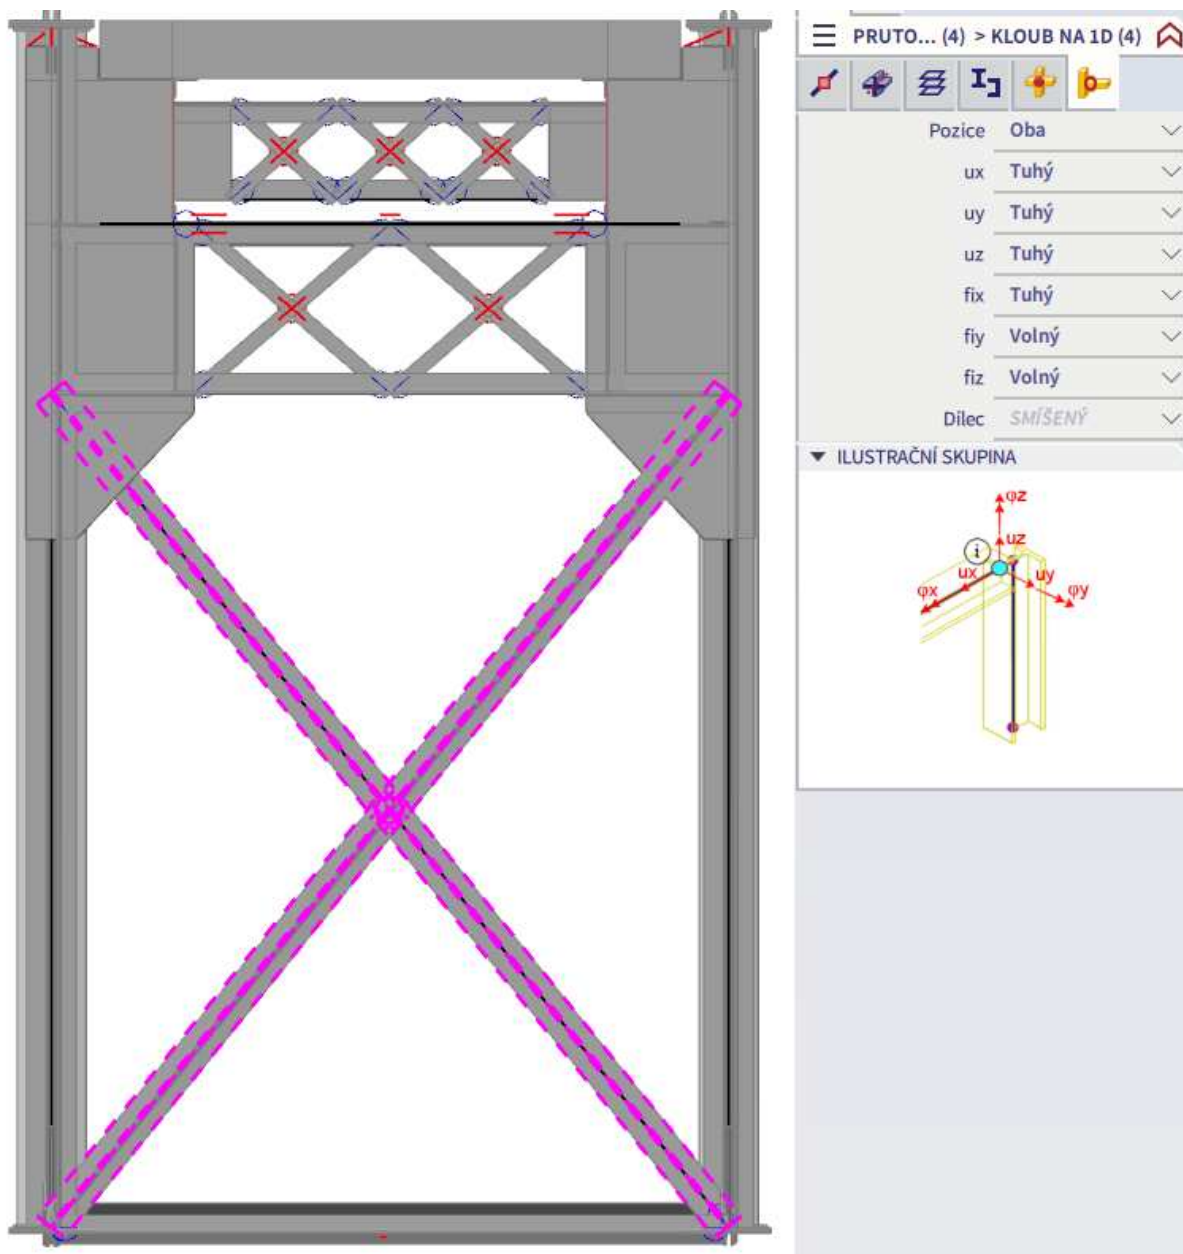 PRUTO... (4) > KLOUB NA 1D (4)
Pozice Oba
ux Tuhý
uy Tuhý
uz Tuhý
fix Tuhý
fiy Volný
fiz Volný
Dílec SMÍŠENÝ
ILUSTRAČNÍ SKUPINA
φz
uz
i
ux
uy
φx
φy